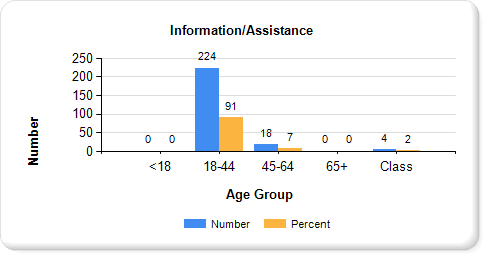 Information/Assistance
Number
250
200
150
100
50
0
0 0
224 91
18 7
0 0
4 2
<18 18-44 45-64 65+ Class
Age Group
Number Percent